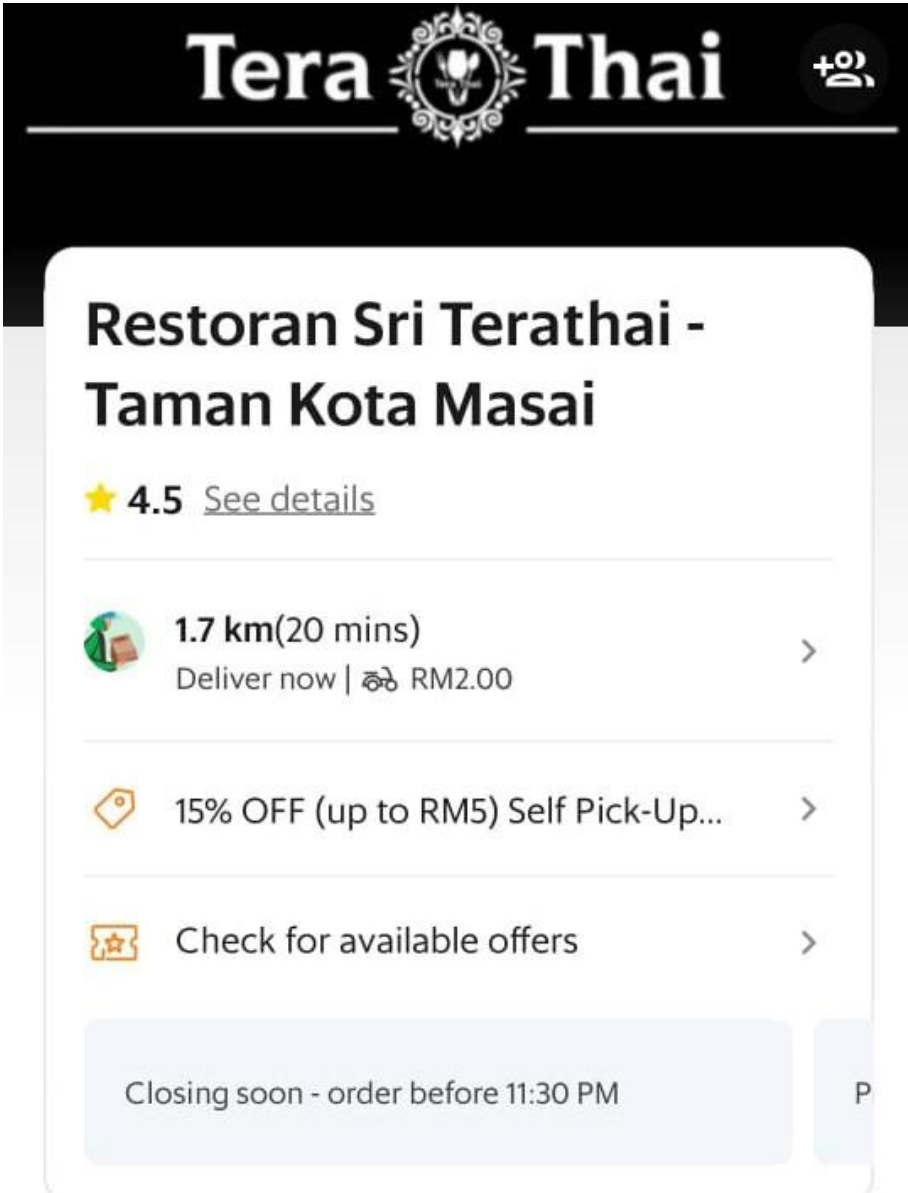 Tera Thai
Restoran Sri Terathai -
Taman Kota Masai
4.5 See details
1.7 km(20 mins)
Deliver now | RM2.00
15% OFF (up to RM5) Self Pick-Up...
Check for available offers
Closing soon - order before 11:30 PM
P